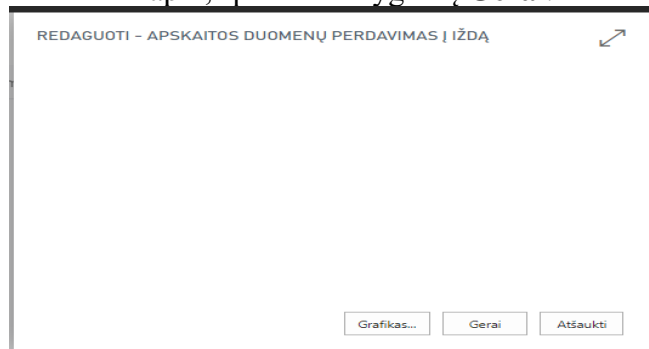 REDAGUOTI - APSKAITOS DUOMENŲ PERDAVIMAS Į IŽDĄ
Grafikas... Gerai Atšaukti